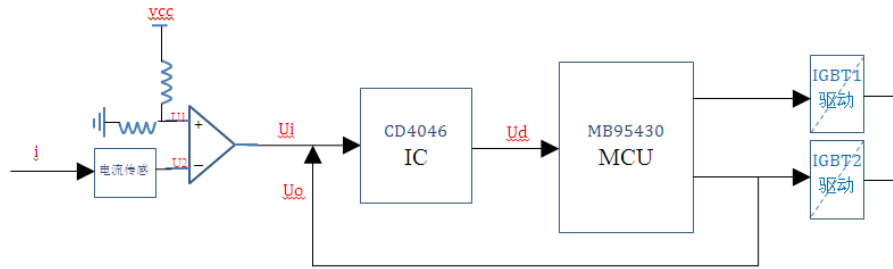 vcc
U1
+
i
电流传感
U2
−
Ui
Uo
CD4046
IC
Ud
MB95430
MCU
IGBT1
驱动
IGBT2
驱动